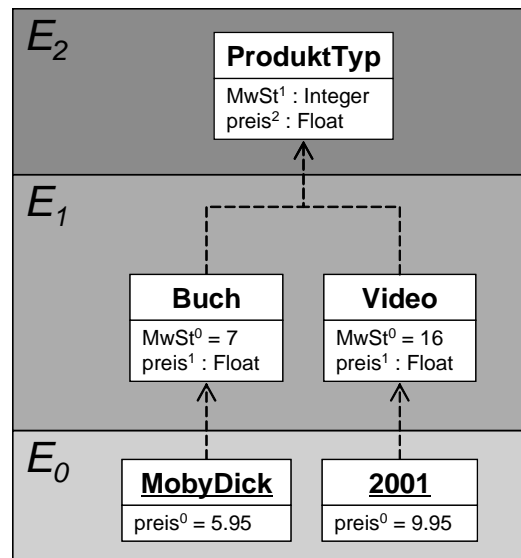 E₂
ProduktTyp
MwSt¹ : Integer
preis² : Float
E₁
Buch
MwSt⁰ = 7
preis¹ : Float
Video
MwSt⁰ = 16
preis¹ : Float
E₀
MobyDick
preis⁰ = 5.95
2001
preis⁰ = 9.95